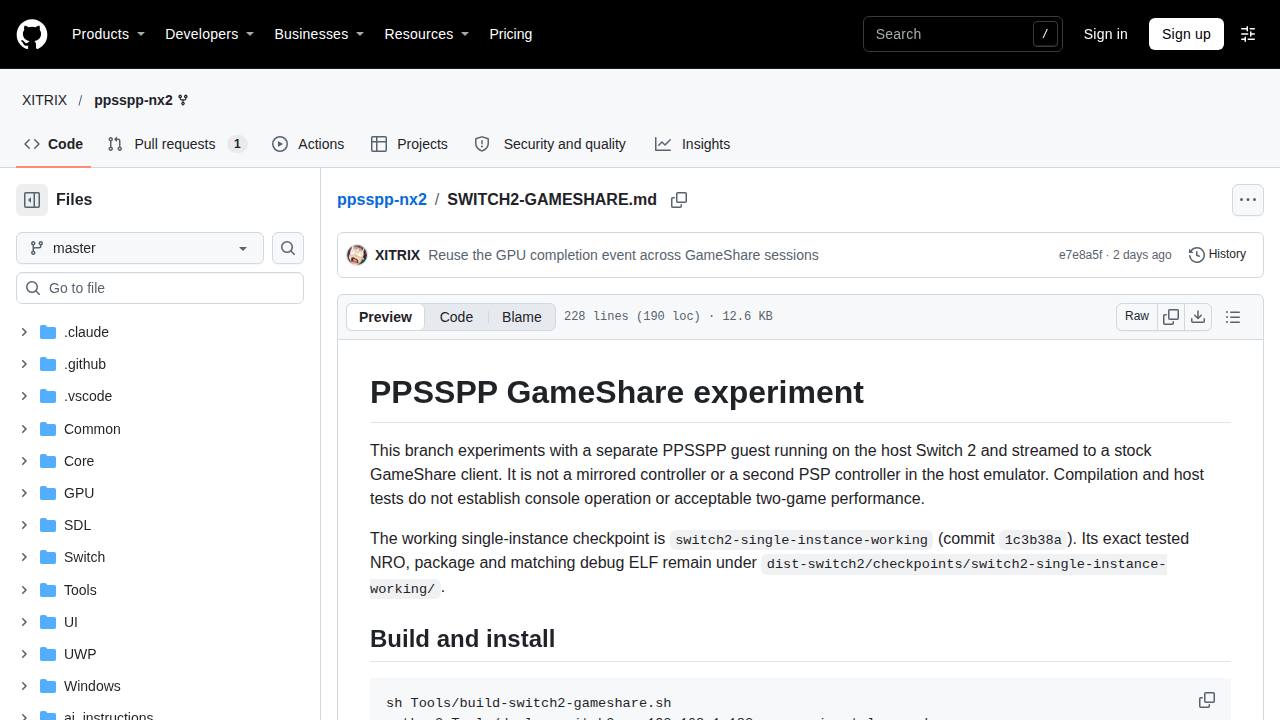 Products Developers Businesses Resources Pricing Search / Sign in Sign up
XITRIX / ppsspp-nx2
Code Pull requests 1 Actions Projects Security and quality Insights
Files
master
Go to file
.claude
.github
.vscode
Common
Core
GPU
SDL
Switch
Tools
UI
UWP
Windows
ai_instructions
ppsspp-nx2 / SWITCH2-GAMESHARE.md
XITRIX Reuse the GPU completion event across GameShare sessions e7e8a5f · 2 days ago History
Preview Code Blame 228 lines (190 loc) · 12.6 KB Raw
PPSSPP GameShare experiment
This branch experiments with a separate PPSSPP guest running on the host Switch 2 and streamed to a stock
GameShare client. It is not a mirrored controller or a second PSP controller in the host emulator. Compilation and host
tests do not establish console operation or acceptable two-game performance.
The working single-instance checkpoint is switch2-single-instance-working (commit 1c3b38a ). Its exact tested
NRO, package and matching debug ELF remain under dist-switch2/checkpoints/switch2-single-instance-
working/ .
Build and install
sh Tools/build-switch2-gameshare.sh